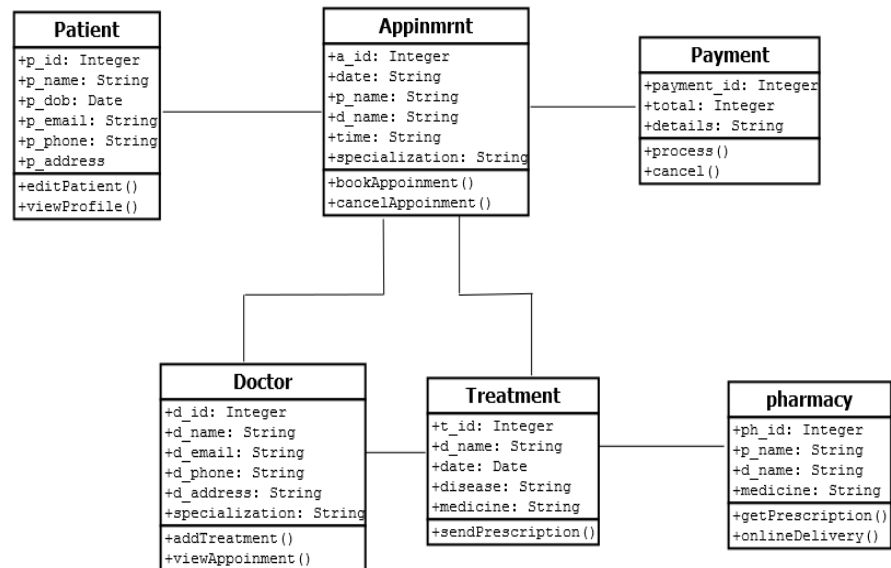 Patient
+p_id: Integer
+p_name: String
+p_dob: Date
+p_email: String
+p_phone: String
+p_address
+editPatient()
+viewProfile()
Appinmrnt
+a_id: Integer
+date: String
+p_name: String
+d_name: String
+time: String
+specialization: String
+bookAppoinment()
+cancelAppoinment()
Payment
+payment_id: Integer
+total: Integer
+details: String
+process()
+cancel()
Doctor
+d_id: Integer
+d_name: String
+d_email: String
+d_phone: String
+d_address: String
+specialization: String
+addTreatment()
+viewAppoinment()
Treatment
+t_id: Integer
+d_name: String
+date: Date
+disease: String
+medicine: String
+sendPrescription()
pharmacy
+ph_id: Integer
+p_name: String
+d_name: String
+medicine: String
+getPrescription()
+onlineDelivery()